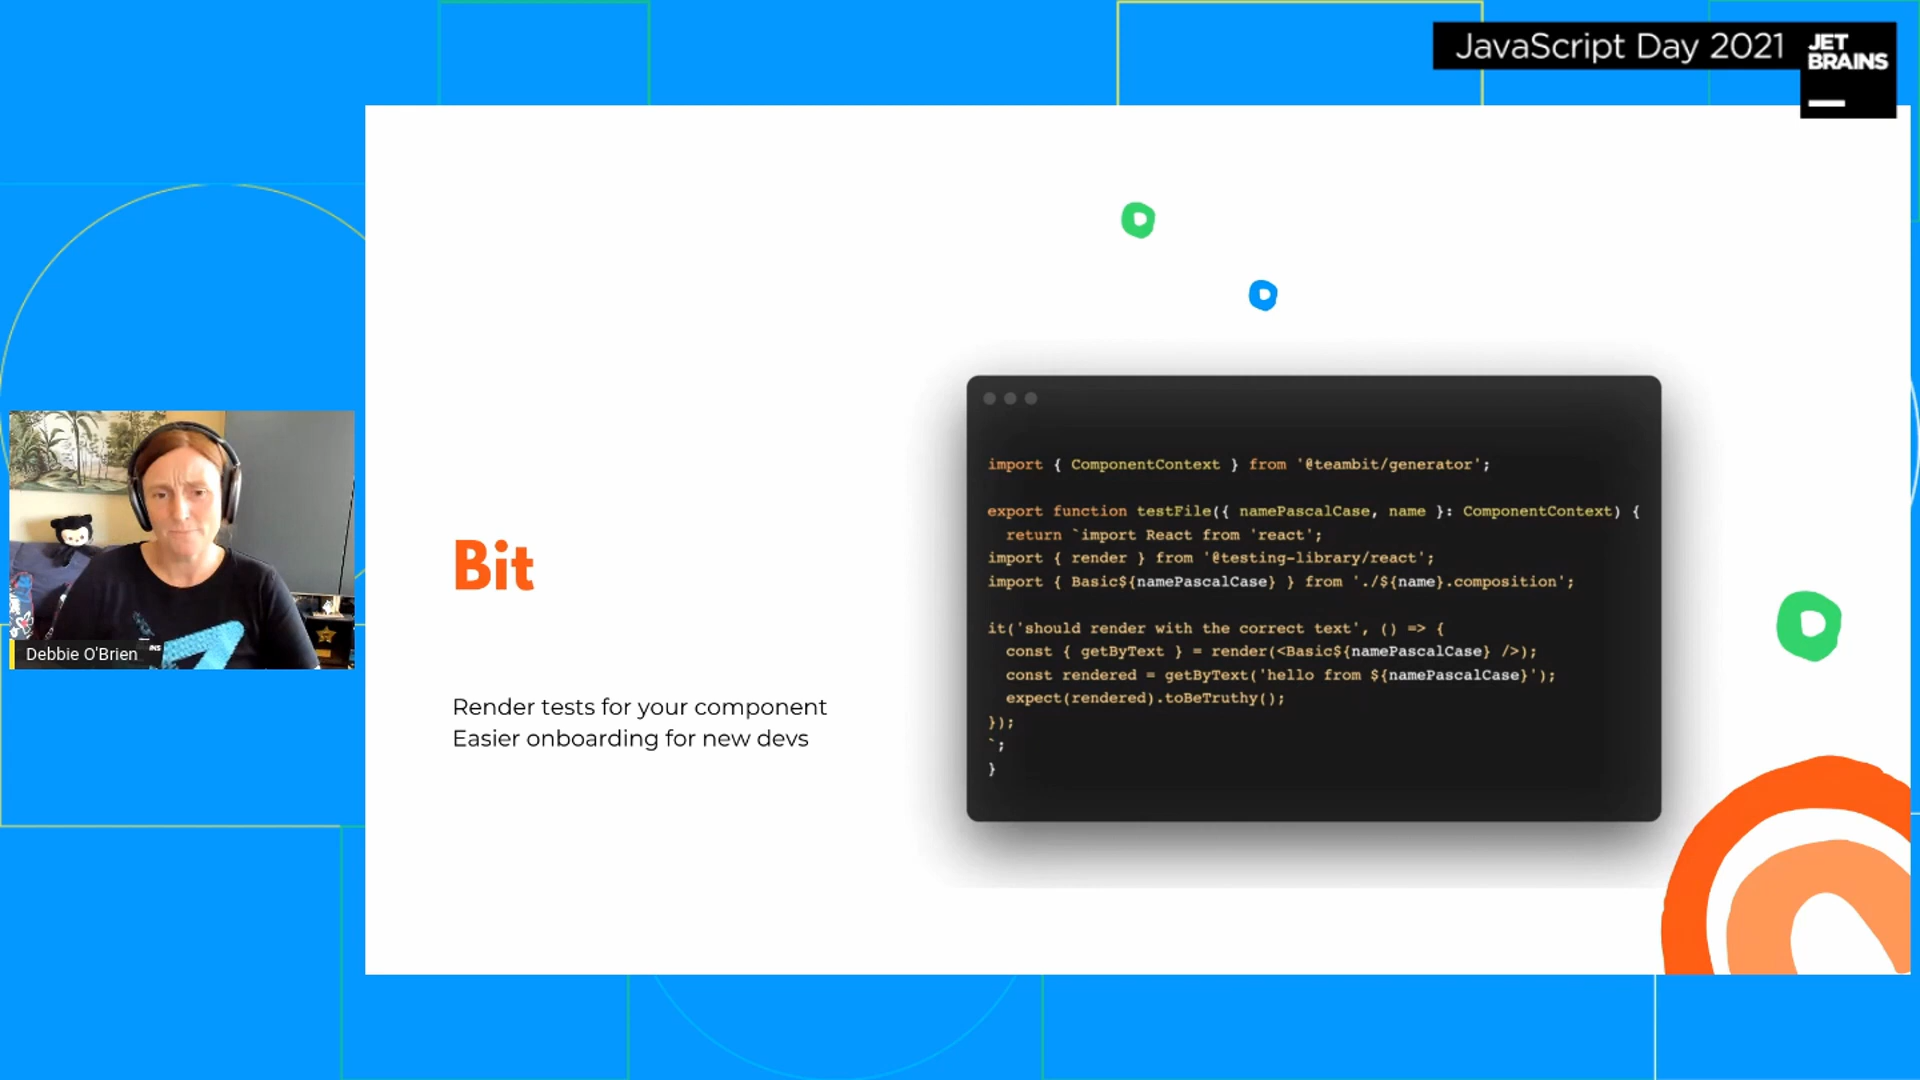 JavaScript Day 2021
JET
BRAINS
Bit
Render tests for your component
Easier onboarding for new devs
import { ComponentContext } from '@teambit/generator';
export function testFile({ namePascalCase, name }: ComponentContext) {
return `import React from 'react';
import { render } from '@testing-library/react';
import { Basic${namePascalCase} } from './${name}.composition';
it('should render with the correct text', () => {
const { getByText } = render(<Basic${namePascalCase} />);
const rendered = getByText('hello from ${namePascalCase}');
expect(rendered).toBeTruthy();
});
`;
}
Debbie O'Brien